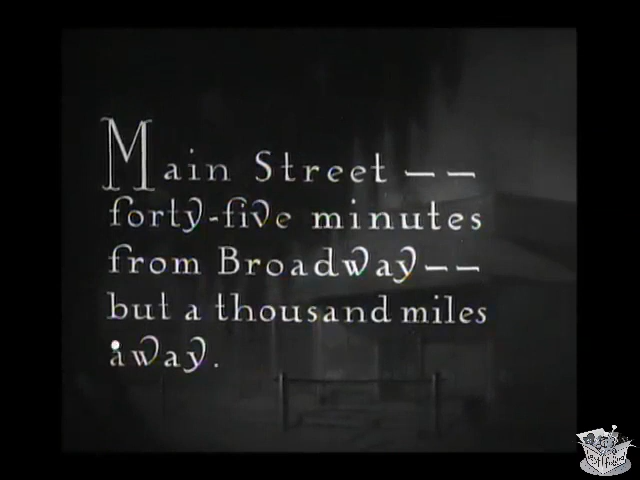 Main Street -- 
forty-five minutes
from Broadway--
but a thousand miles
away.